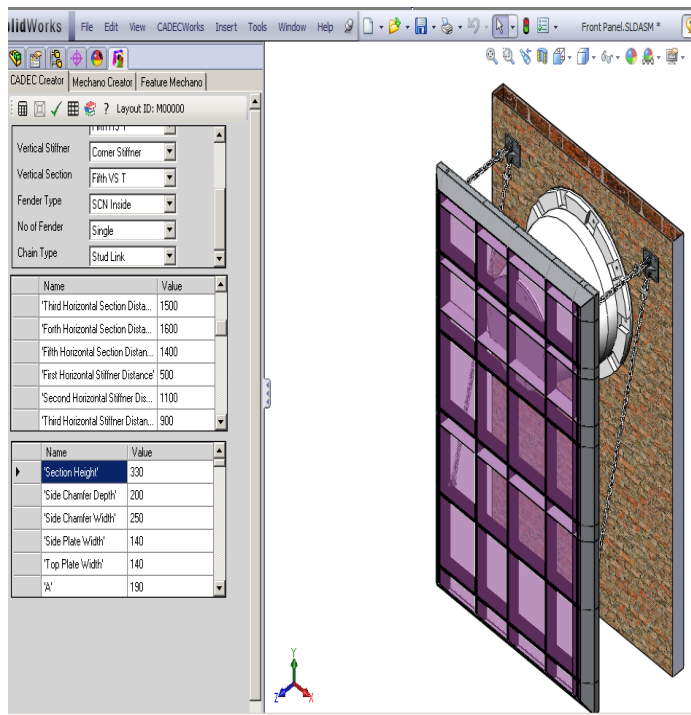 olidWorks File Edit View CADECWorks Insert Tools Window Help Front Panel.SLDASM *
CADEC Creator Mechano Creator Feature Mechano
? Layout ID: M00000
Vertical Stiffner Corner Stiffner
Vertical Section Fifth VS T
Fender Type SCN Inside
No of Fender Single
Chain Type Stud Link
Name Value
'Third Horizontal Section Dista... 1500
'Forth Horizontal Section Dista... 1600
'Fifth Horizontal Section Distan... 1400
'First Horizontal Stiffner Distance' 500
'Second Horizontal Stiffner Dis... 1100
'Third Horizontal Stiffner Distan... 900
Name Value
'Section Height' 330
'Side Chamfer Depth' 200
'Side Chamfer Width' 250
'Side Plate Width' 140
'Top Plate Width' 140
'A' 190
Y
Z X